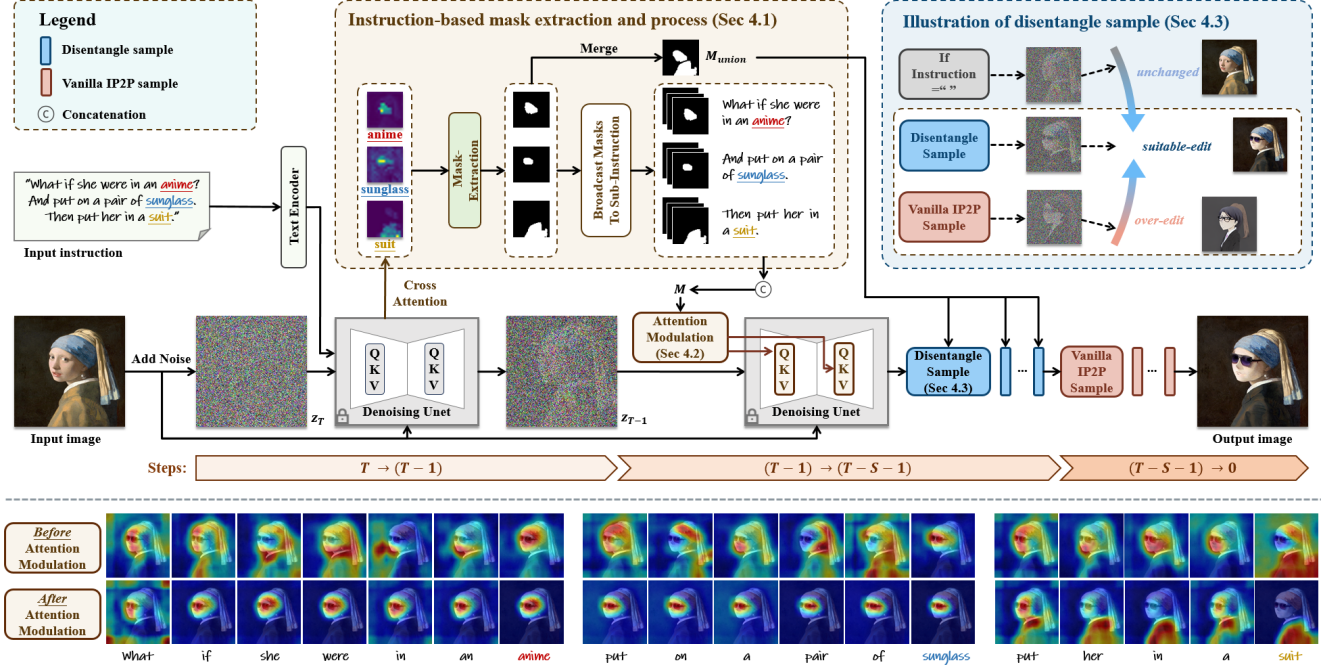 Legend
Disentangle sample
Vanilla IP2P sample
C Concatenation
Instruction-based mask extraction and process (Sec 4.1)
Merge
M_union
anime
sunglass
suit
Mask-
Extraction
Broadcast Masks
To Sub-Instruction
What if she were
in an anime?
And put on a pair
of sunglass.
Then put her in
a suit.
Illustration of disentangle sample (Sec 4.3)
If
Instruction
=“ ”
unchanged
Disentangle
Sample
suitable-edit
Vanilla IP2P
Sample
over-edit
“What if she were in an anime?
And put on a pair of sunglass.
Then put her in a suit.”
Input instruction
Text Encoder
Cross
Attention
M
C
Attention
Modulation
(Sec 4.2)
Add Noise
Q
K
V
Q
K
V
Q
K
V
Q
K
V
Disentangle
Sample
(Sec 4.3)
...
Vanilla
IP2P
Sample
...
Input image
z_T
Denoising Unet
z_{T-1}
Denoising Unet
Output image
Steps:
T → (T − 1)
(T − 1) → (T − S − 1)
(T − S − 1) → 0
Before
Attention
Modulation
After
Attention
Modulation
What if she were in an anime
put on a pair of sunglass
put her in a suit